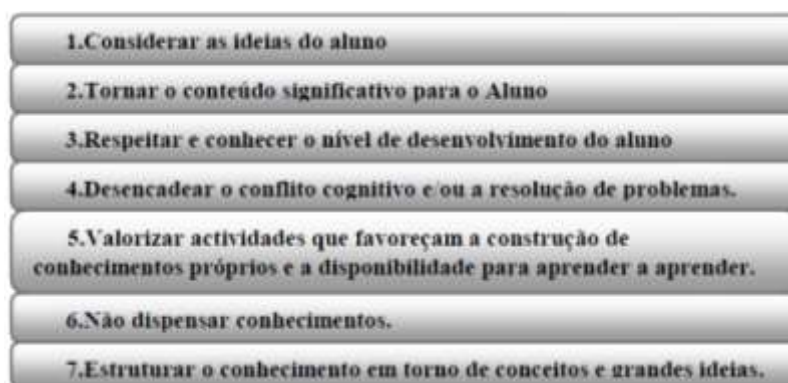 1.Considerar as ideias do aluno
2.Tornar o conteúdo significativo para o Aluno
3.Respeitar e conhecer o nível de desenvolvimento do aluno
4.Desencadear o conflito cognitivo e/ou a resolução de problemas.
5.Valorizar actividades que favoreçam a construção de
conhecimentos próprios e a disponibilidade para aprender a aprender.
6.Não dispensar conhecimentos.
7.Estruturar o conhecimento em torno de conceitos e grandes ideias.